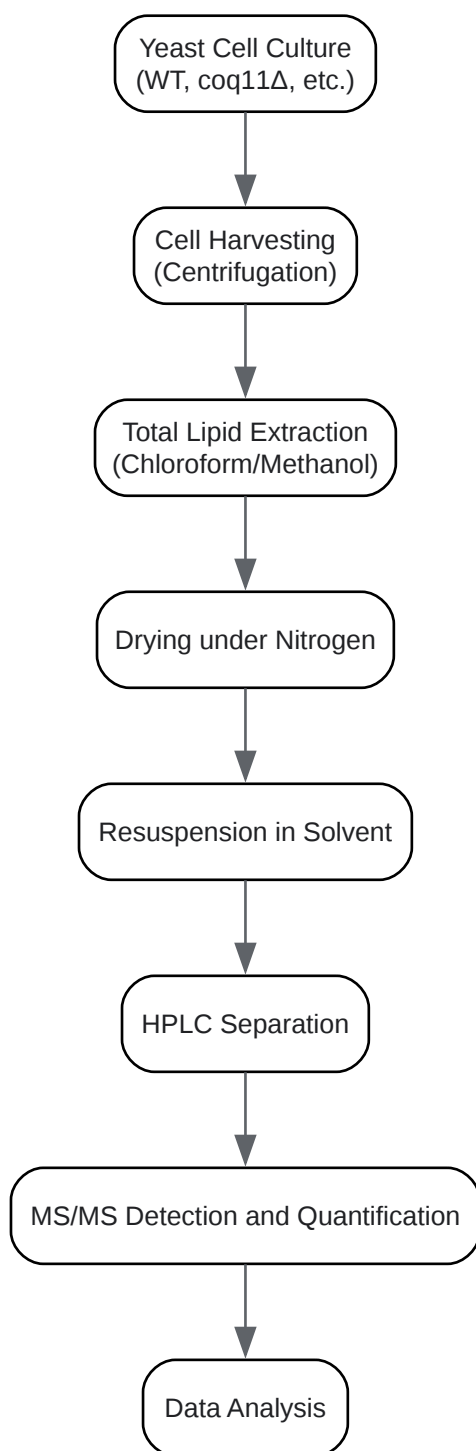 Yeast Cell Culture
(WT, coq11Δ, etc.)
Cell Harvesting
(Centrifugation)
Total Lipid Extraction
(Chloroform/Methanol)
Drying under Nitrogen
Resuspension in Solvent
HPLC Separation
MS/MS Detection and Quantification
Data Analysis